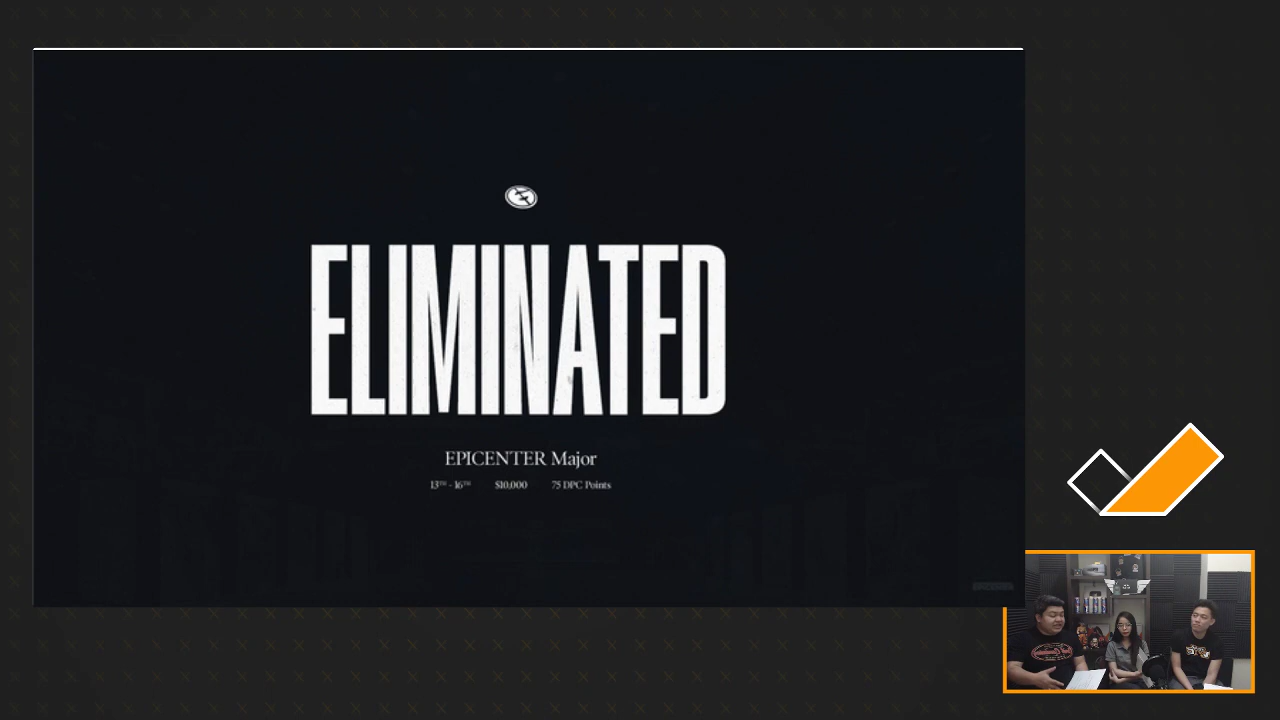 ELIMINATED
EPICENTER Major
13TH - 16TH $10,000 75 DPC Points